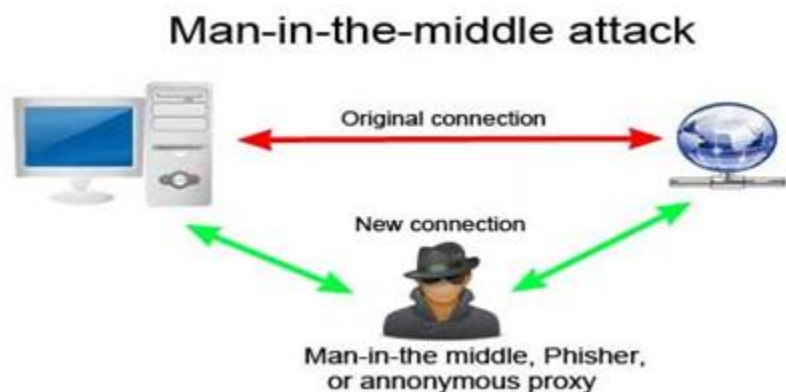 Man-in-the-middle attack
Original connection
New connection
Man-in-the middle, Phisher,
or annonymous proxy